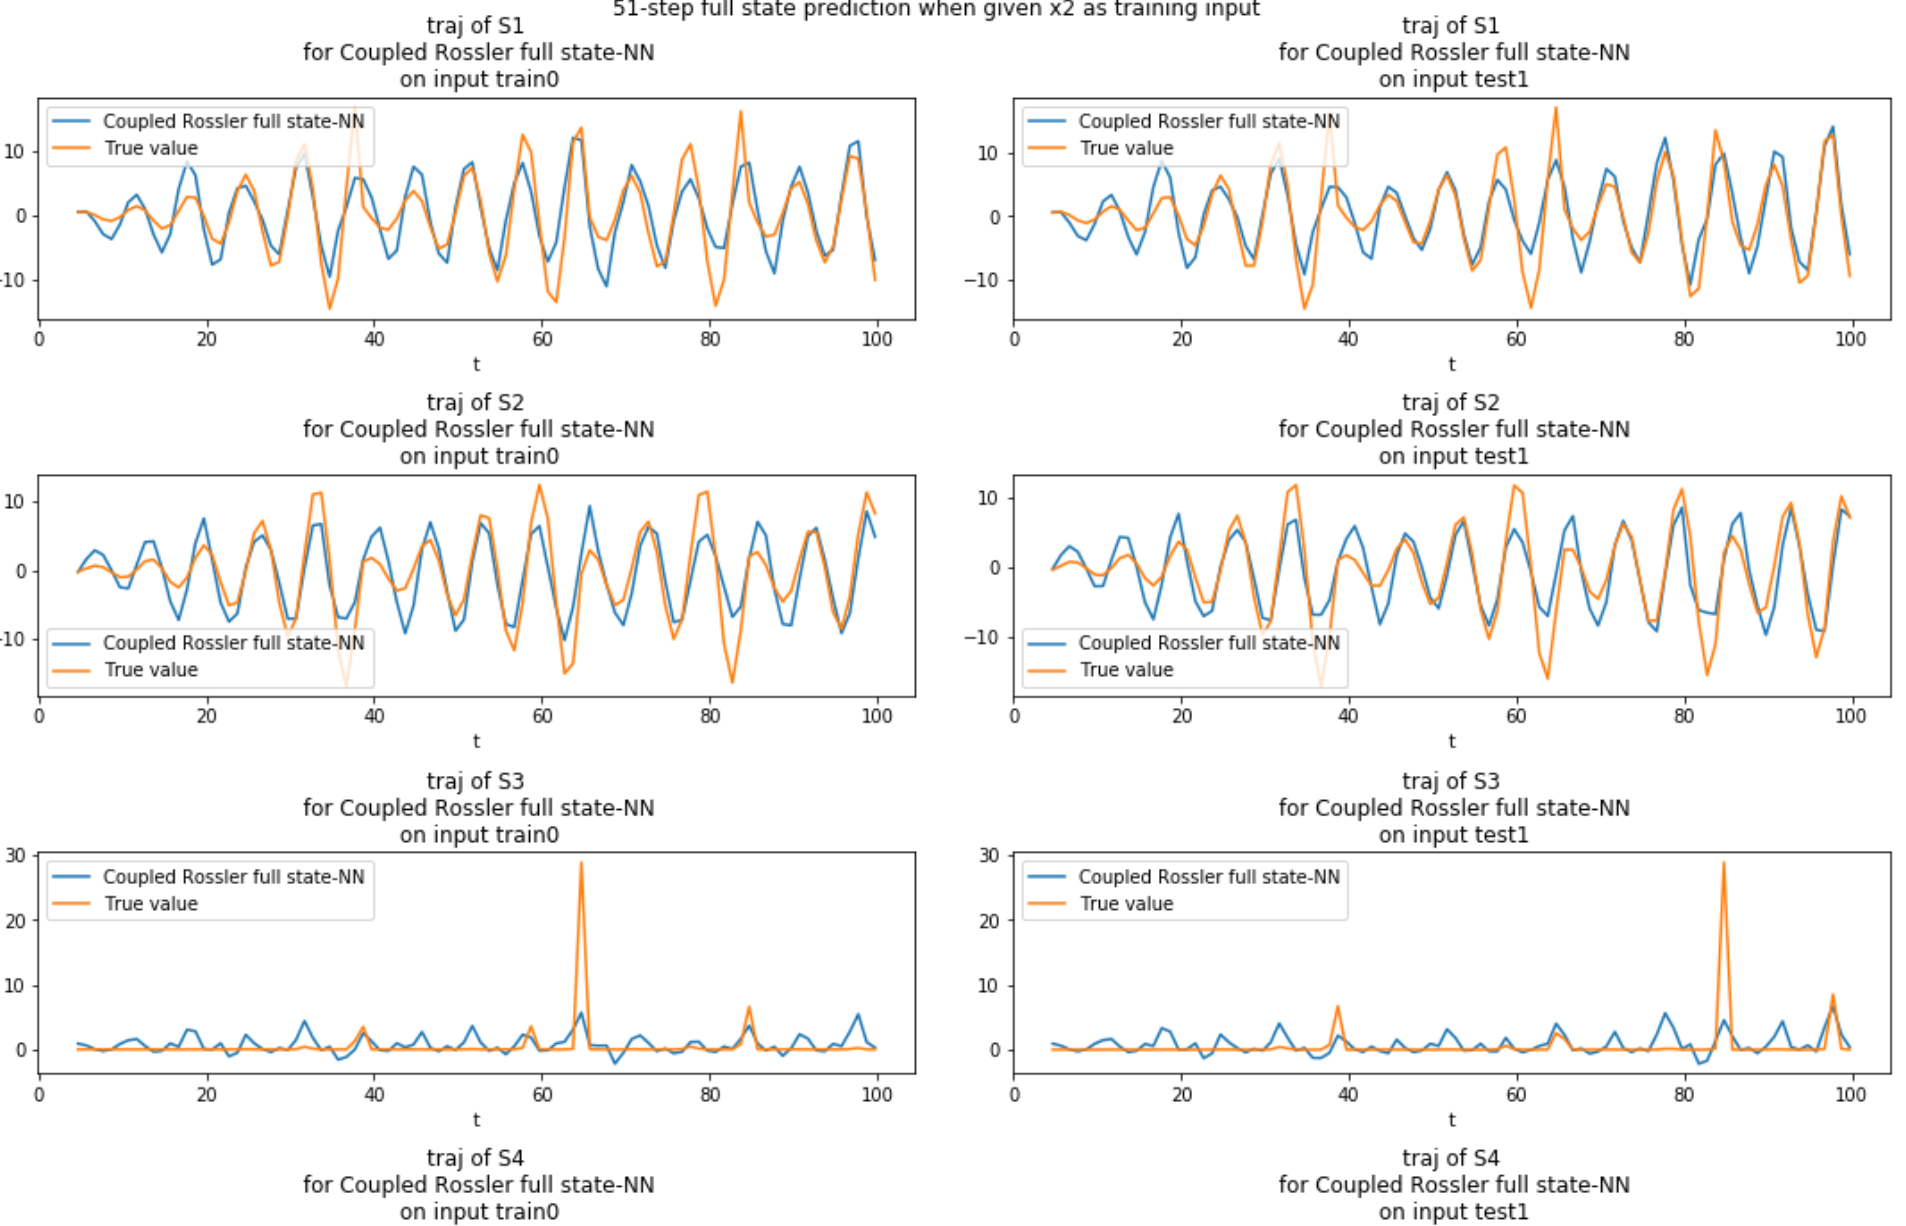 51-step full state prediction when given x2 as training input
traj of S1
for Coupled Rossler full state-NN
on input train0
Coupled Rossler full state-NN
True value
10
0
-10
0 20 40 60 80 100
t
traj of S1
for Coupled Rossler full state-NN
on input test1
Coupled Rossler full state-NN
True value
10
0
−10
0 20 40 60 80 100
t
traj of S2
for Coupled Rossler full state-NN
on input train0
10
0
-10
Coupled Rossler full state-NN
True value
0 20 40 60 80 100
t
traj of S2
for Coupled Rossler full state-NN
on input test1
10
0
−10
Coupled Rossler full state-NN
True value
0 20 40 60 80 100
t
traj of S3
for Coupled Rossler full state-NN
on input train0
30
Coupled Rossler full state-NN
True value
20
10
0
0 20 40 60 80 100
t
traj of S3
for Coupled Rossler full state-NN
on input test1
30
Coupled Rossler full state-NN
True value
20
10
0
0 20 40 60 80 100
t
traj of S4
for Coupled Rossler full state-NN
on input train0
traj of S4
for Coupled Rossler full state-NN
on input test1